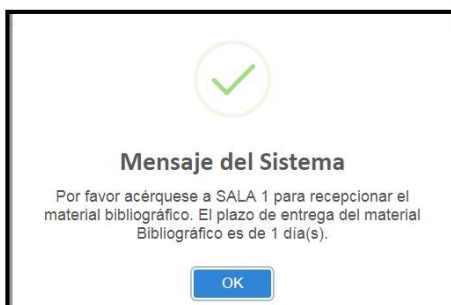 Mensaje del Sistema
Por favor acérquese a SALA 1 para recepcionar el
material bibliográfico. El plazo de entrega del material
Bibliográfico es de 1 día(s).
OK